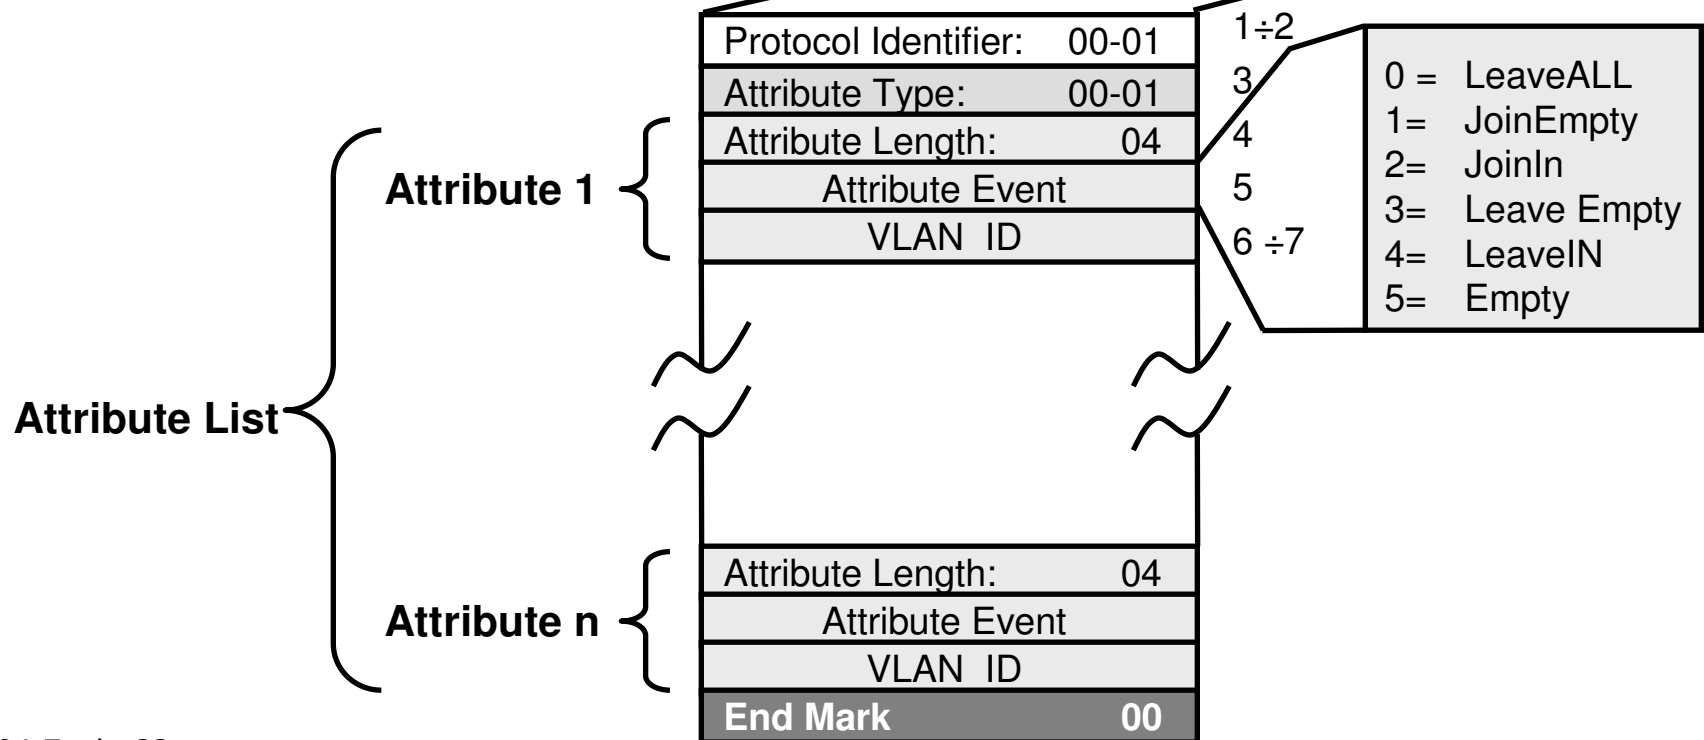 Protocol Identifier: 00-01
1÷2
Attribute Type: 00-01
3
Attribute Length: 04
4
Attribute Event
5
VLAN ID
6 ÷7
0 = LeaveALL
1= JoinEmpty
2= JoinIn
3= Leave Empty
4= LeaveIN
5= Empty
Attribute 1
Attribute List
Attribute n
Attribute Length: 04
Attribute Event
VLAN ID
End Mark 00